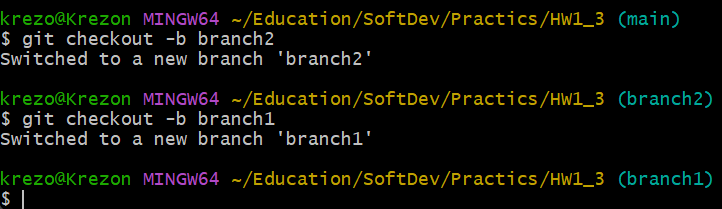 krezo@Krezon MINGW64 ~/Education/SoftDev/Practics/HW1_3 (main)
$ git checkout -b branch2
Switched to a new branch 'branch2'
krezo@Krezon MINGW64 ~/Education/SoftDev/Practics/HW1_3 (branch2)
$ git checkout -b branch1
Switched to a new branch 'branch1'
krezo@Krezon MINGW64 ~/Education/SoftDev/Practics/HW1_3 (branch1)
$